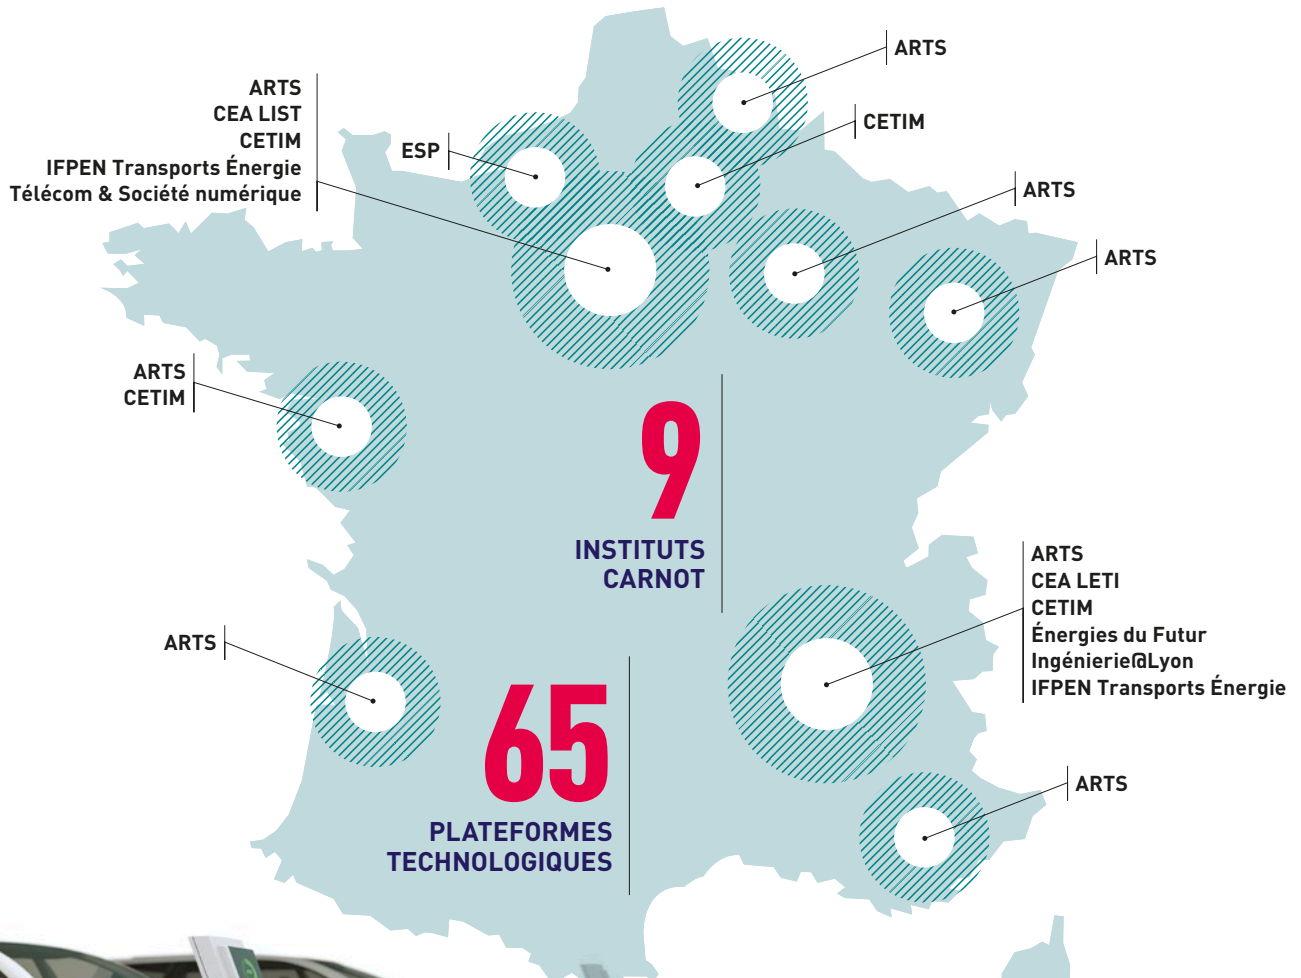 ARTS
ARTS
CEA LIST
CETIM
IFPEN Transports Énergie
Télécom & Société numérique
ESP
CETIM
ARTS
ARTS
ARTS
CETIM
9
INSTITUTS
CARNOT
ARTS
CEA LETI
CETIM
Énergies du Futur
Ingénierie@Lyon
IFPEN Transports Énergie
ARTS
65
PLATEFORMES
TECHNOLOGIQUES
ARTS